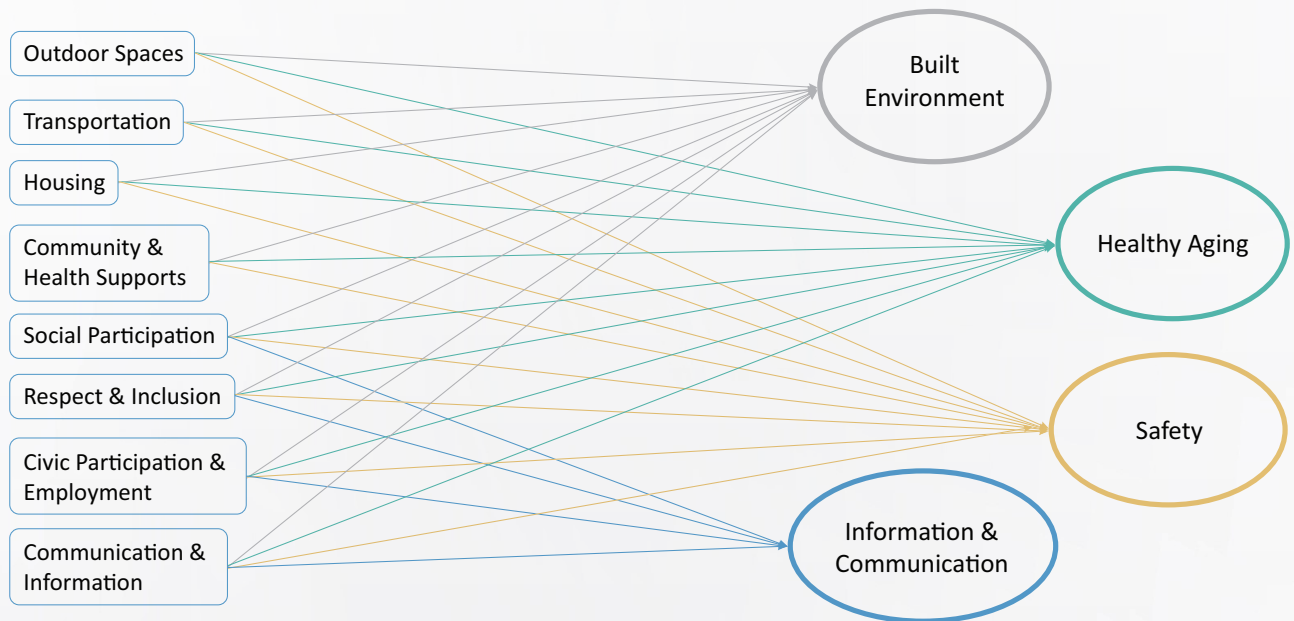 Outdoor Spaces
Transportation
Housing
Community &
Health Supports
Social Participation
Respect & Inclusion
Civic Participation &
Employment
Communication &
Information
Built
Environment
Healthy Aging
Safety
Information &
Communication